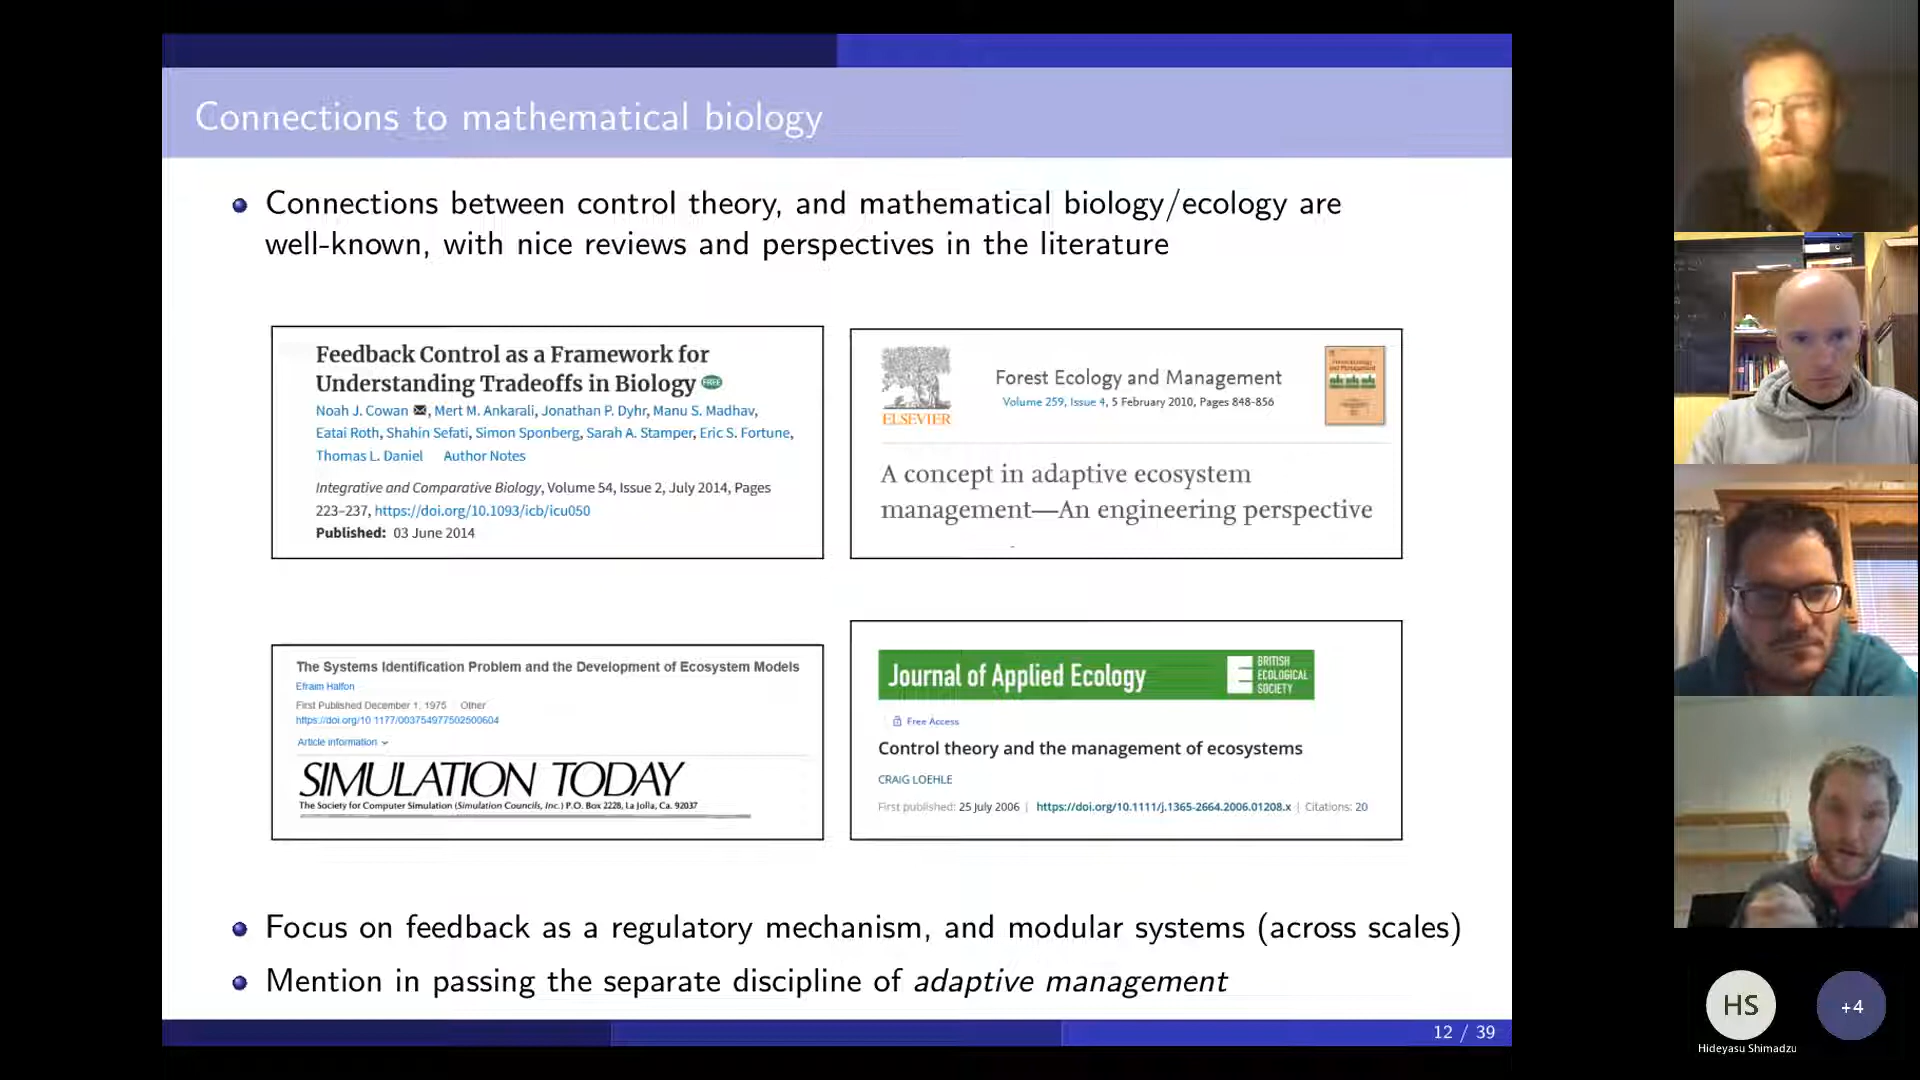 Connections to mathematical biology
Connections between control theory, and mathematical biology/ecology are
well-known, with nice reviews and perspectives in the literature
Feedback Control as a Framework for
Understanding Tradeoffs in Biology FREE
Noah J. Cowan, Mert M. Ankarali, Jonathan P. Dyhr, Manu S. Madhav,
Eatai Roth, Shahin Sefati, Simon Sponberg, Sarah A. Stamper, Eric S. Fortune,
Thomas L. Daniel Author Notes
Integrative and Comparative Biology, Volume 54, Issue 2, July 2014, Pages
223–237, https://doi.org/10.1093/icb/icu050
Published: 03 June 2014
ELSEVIER
Forest Ecology and Management
Volume 259, Issue 4, 5 February 2010, Pages 848-856
A concept in adaptive ecosystem
management—An engineering perspective
The Systems Identification Problem and the Development of Ecosystem Models
Efraim Halfon
First Published December 1, 1975 Other
https://doi.org/10.1177/003754977502500604
Article information
SIMULATION TODAY
The Society for Computer Simulation (Simulation Councils, Inc.) P.O. Box 2228, La Jolla, Ca. 92037
Journal of Applied Ecology
BRITISH
ECOLOGICAL
SOCIETY
Free Access
Control theory and the management of ecosystems
CRAIG LOEHLE
First published: 25 July 2006 | https://doi.org/10.1111/j.1365-2664.2006.01208.x | Citations: 20
Focus on feedback as a regulatory mechanism, and modular systems (across scales)
Mention in passing the separate discipline of adaptive management
12 / 39
HS
+4
Hideyasu Shimadzu